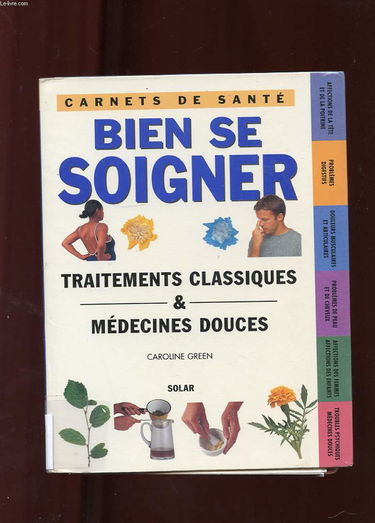 Le-livre.com
CARNETS DE SANTÉ
BIEN SE
SOIGNER
TRAITEMENTS CLASSIQUES
&
MÉDECINES DOUCES
CAROLINE GREEN
SOLAR
AFFECTIONS DE LA TÊTE
ET DE LA POITRINE
PROBLÈMES
DIGESTIFS
DOULEURS MUSCULAIRES
ET ARTICULAIRES
PROBLÈMES DE PEAU
ET DE CHEVEUX
AFFECTIONS DES FEMMES
AFFECTIONS DES ENFANTS
TROUBLES PSYCHIQUES
MÉDECINES DOUCES